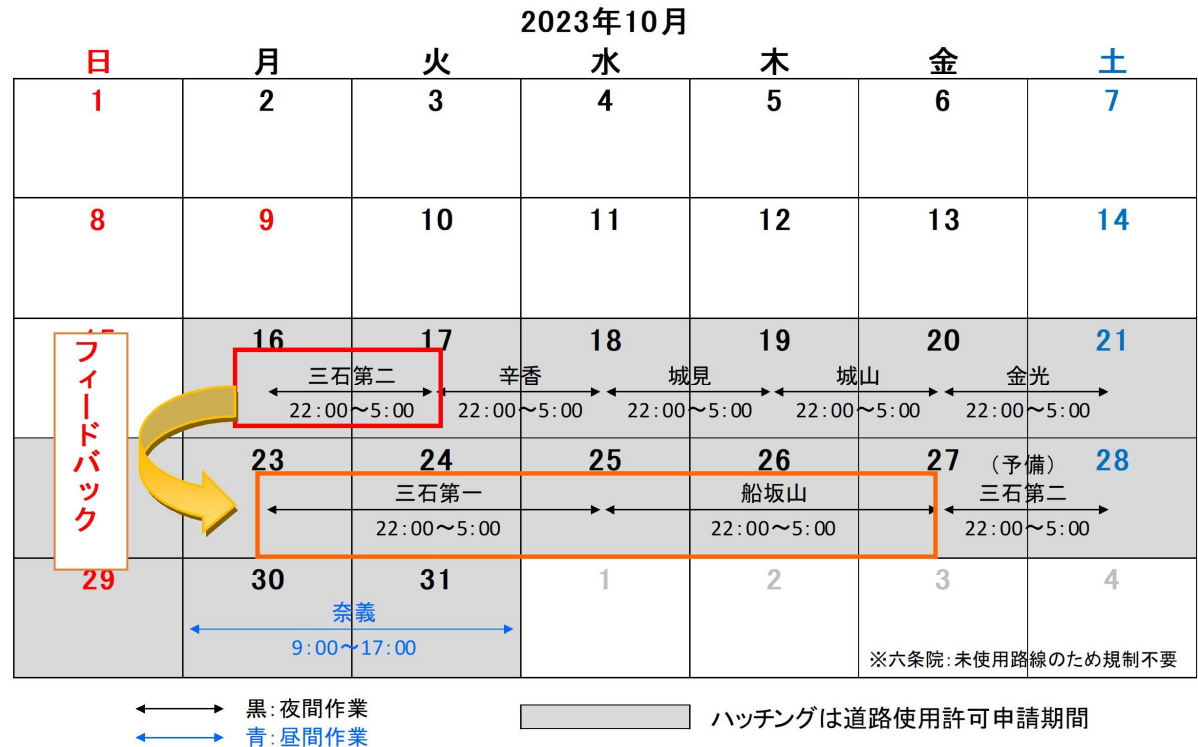 2023年10月
日 月 火 水 木 金 土
1 2 3 4 5 6 7
8 9 10 11 12 13 14
16 17 18 19 20 21
三石第二 辛香 城見 城山 金光
22:00～5:00 22:00～5:00 22:00～5:00 22:00～5:00 22:00～5:00
フィードバック
23 24 25 26 27 (予備) 28
三石第一 船坂山 三石第二
22:00～5:00 22:00～5:00 22:00～5:00
29 30 31 1 2 3 4
奈義
9:00～17:00
※六条院:未使用路線のため規制不要
黒:夜間作業
青:昼間作業
ハッチングは道路使用許可申請期間